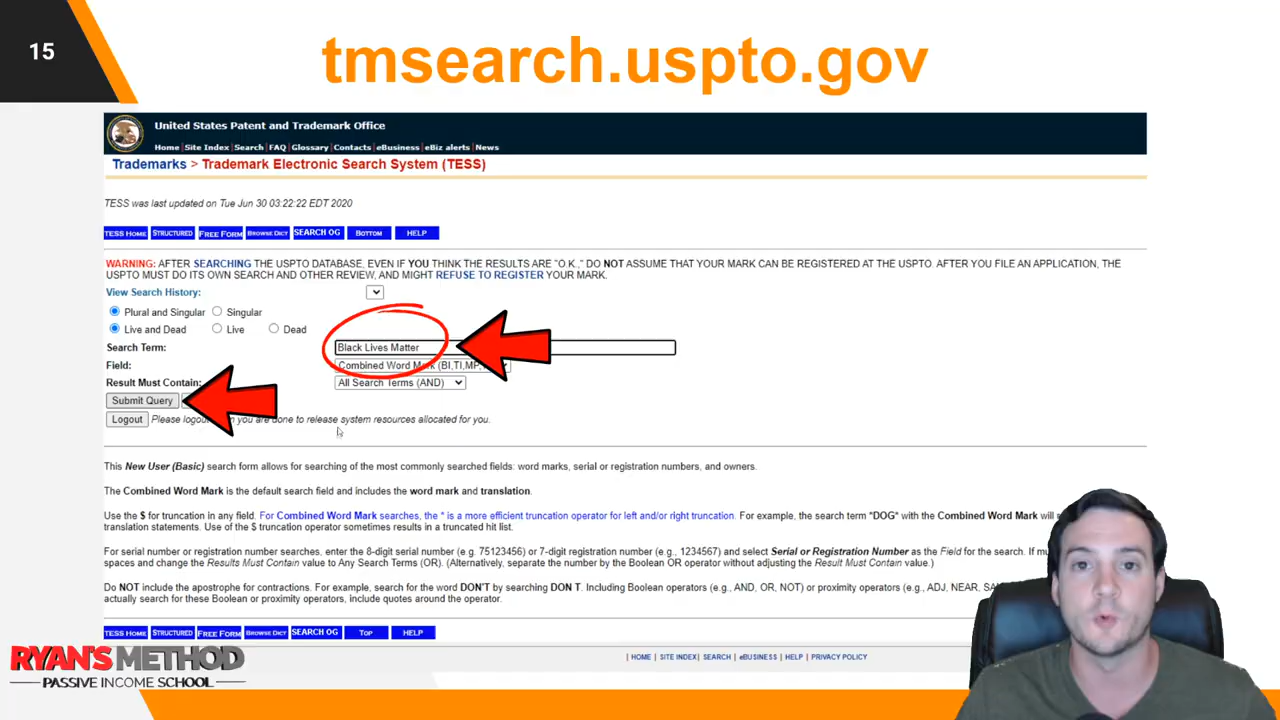 15
tmsearch.uspto.gov
United States Patent and Trademark Office
Home | Site Index | Search | FAQ | Glossary | Contacts | eBusiness | eBiz alerts | News
Trademarks > Trademark Electronic Search System (TESS)
TESS was last updated on Tue Jun 30 03:22:22 EDT 2020
TESS HOME STRUCTURED FREE FORM BROWSE DICT SEARCH OG BOTTOM HELP
WARNING: AFTER SEARCHING THE USPTO DATABASE, EVEN IF YOU THINK THE RESULTS ARE "O.K.," DO NOT ASSUME THAT YOUR MARK CAN BE REGISTERED AT THE USPTO. AFTER YOU FILE AN APPLICATION, THE
USPTO MUST DO ITS OWN SEARCH AND OTHER REVIEW, AND MIGHT REFUSE TO REGISTER YOUR MARK.
View Search History:
Plural and Singular Singular
Live and Dead Live Dead
Search Term: Black Lives Matter
Field: Combined Word Mark (BI,TI,MP,
Result Must Contain: All Search Terms (AND)
Submit Query
Logout Please logout you are done to release system resources allocated for you.
This New User (Basic) search form allows for searching of the most commonly searched fields: word marks, serial or registration numbers, and owners.
The Combined Word Mark is the default search field and includes the word mark and translation.
Use the $ for truncation in any field. For Combined Word Mark searches, the * is a more efficient truncation operator for left and/or right truncation. For example, the search term *DOG* with the Combined Word Mark will
translation statements. Use of the $ truncation operator sometimes results in a truncated hit list.
For serial number or registration number searches, enter the 8-digit serial number (e.g. 75123456) or 7-digit registration number (e.g., 1234567) and select Serial or Registration Number as the Field for the search. If
spaces and change the Results Must Contain value to Any Search Terms (OR). (Alternatively, separate the number by the Boolean OR operator without adjusting the Result Must Contain value.)
Do NOT include the apostrophe for contractions. For example, search for the word DON'T by searching DON T. Including Boolean operators (e.g., AND, OR, NOT) or proximity operators (e.g., ADJ, NEAR,
actually search for these Boolean or proximity operators, include quotes around the operator.
TESS HOME STRUCTURED FREE FORM BROWSE DICT SEARCH OG TOP HELP
| HOME | SITE INDEX | SEARCH | eBUSINESS | HELP | PRIVACY POLICY
RYAN'S METHOD
PASSIVE INCOME SCHOOL